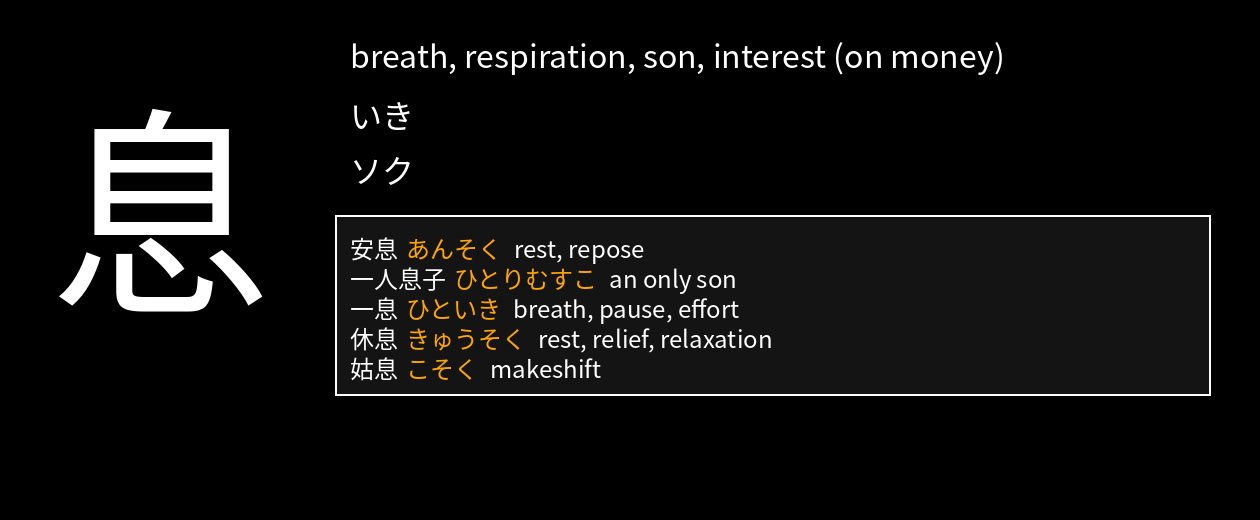 息
breath, respiration, son, interest (on money)
いき
ソク
安息 あんそく rest, repose
一人息子 ひとりむすこ an only son
一息 ひといき breath, pause, effort
休息 きゅうそく rest, relief, relaxation
姑息 こそく makeshift